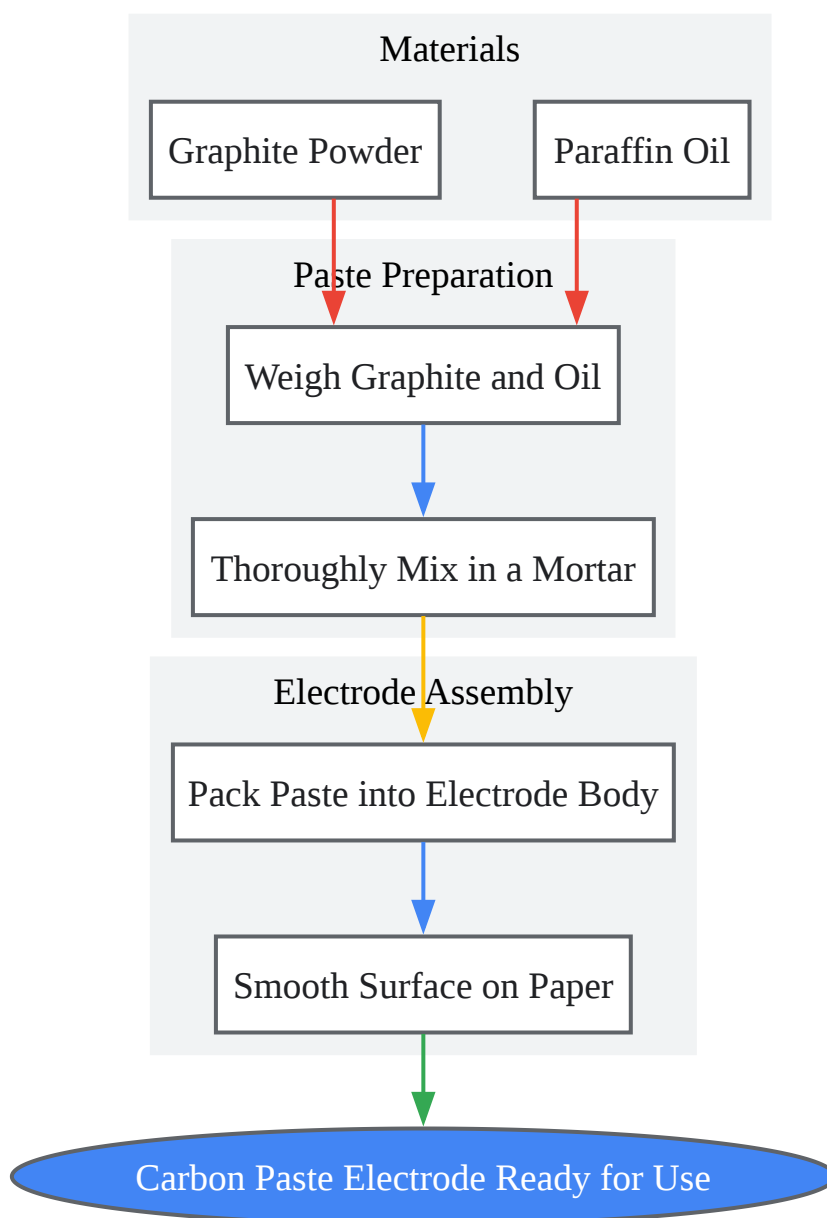 Materials
Graphite Powder
Paraffin Oil
Paste Preparation
Weigh Graphite and Oil
Thoroughly Mix in a Mortar
Electrode Assembly
Pack Paste into Electrode Body
Smooth Surface on Paper
Carbon Paste Electrode Ready for Use